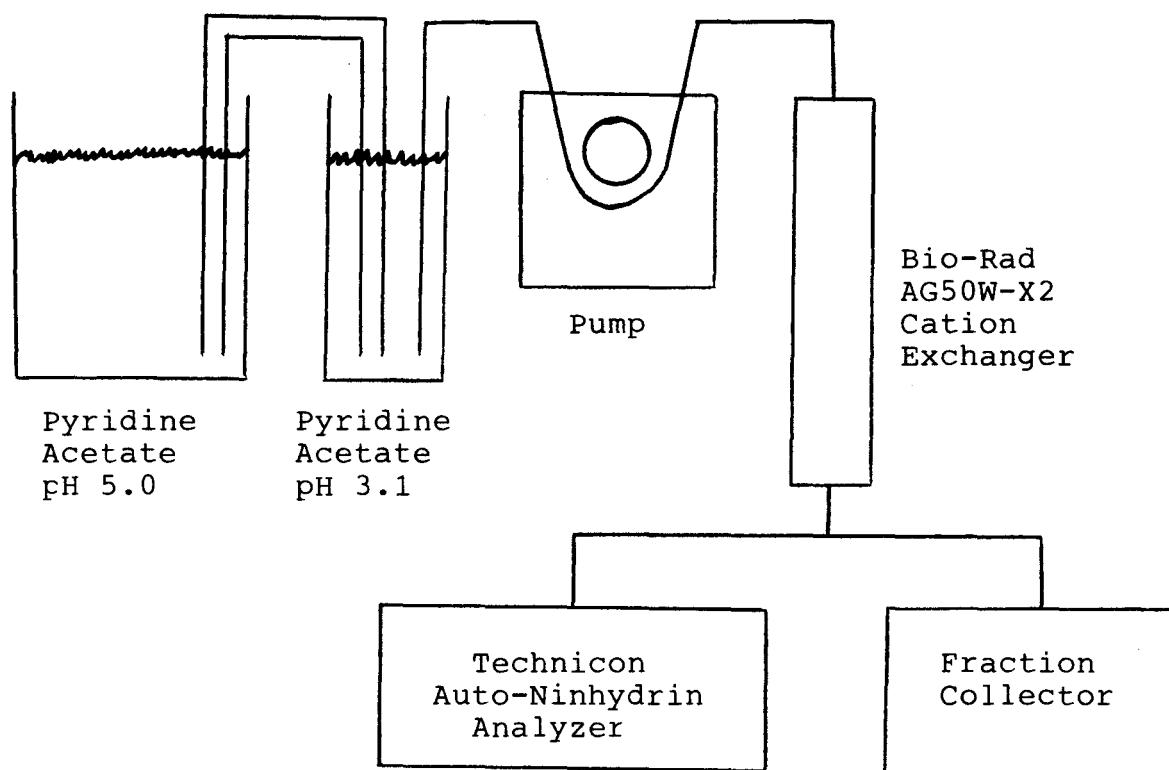 Pump
Bio-Rad
AG50W-X2
Cation
Exchanger
Pyridine
Acetate
pH 5.0
Pyridine
Acetate
pH 3.1
Technicon
Auto-Ninhydrin
Analyzer
Fraction
Collector